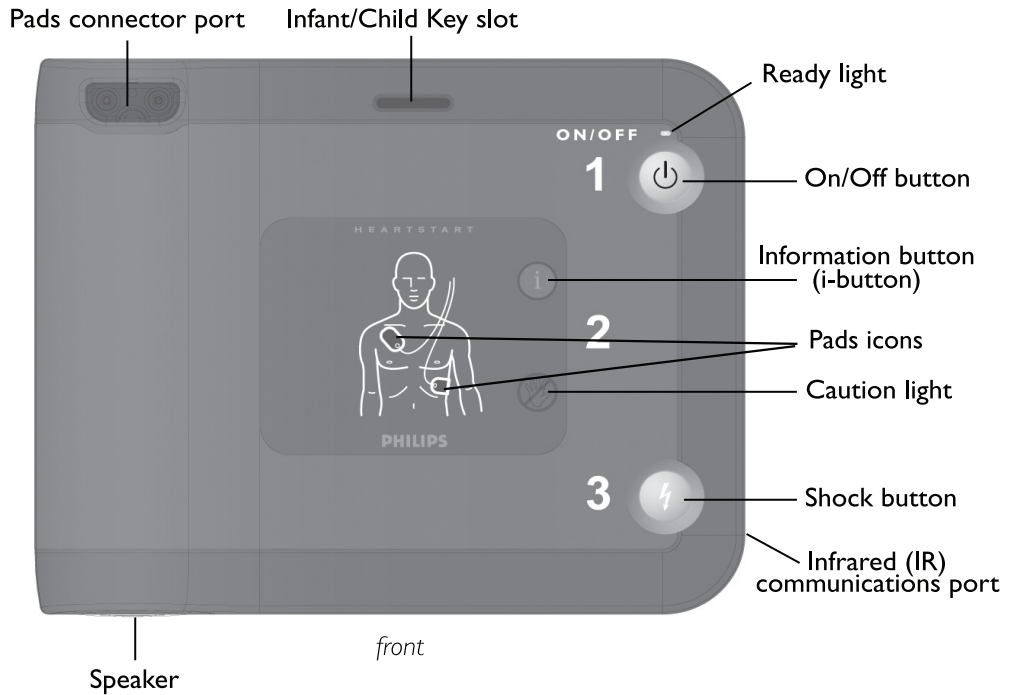 Pads connector port
Infant/Child Key slot
Ready light
ON/OFF
1
On/Off button
HEARTSTART
Information button
(i-button)
i
2
Pads icons
Caution light
PHILIPS
3
Shock button
Infrared (IR)
communications port
front
Speaker